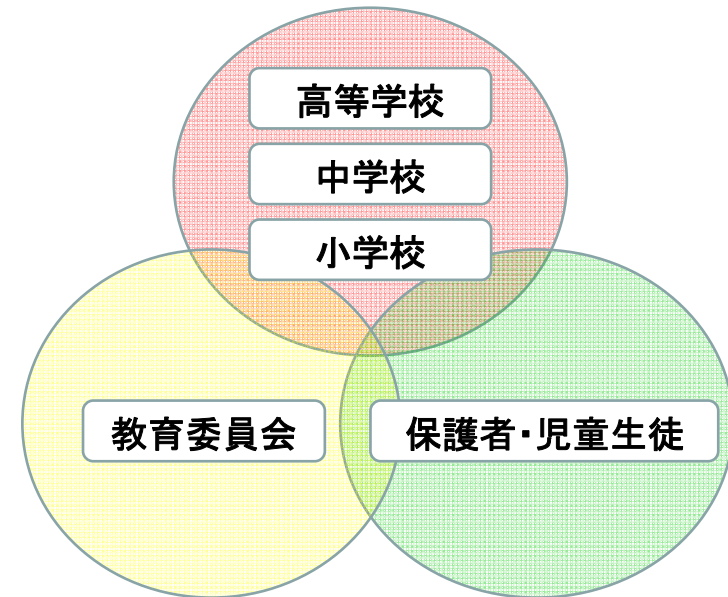 高等学校
中学校
小学校
教育委員会
保護者・児童生徒